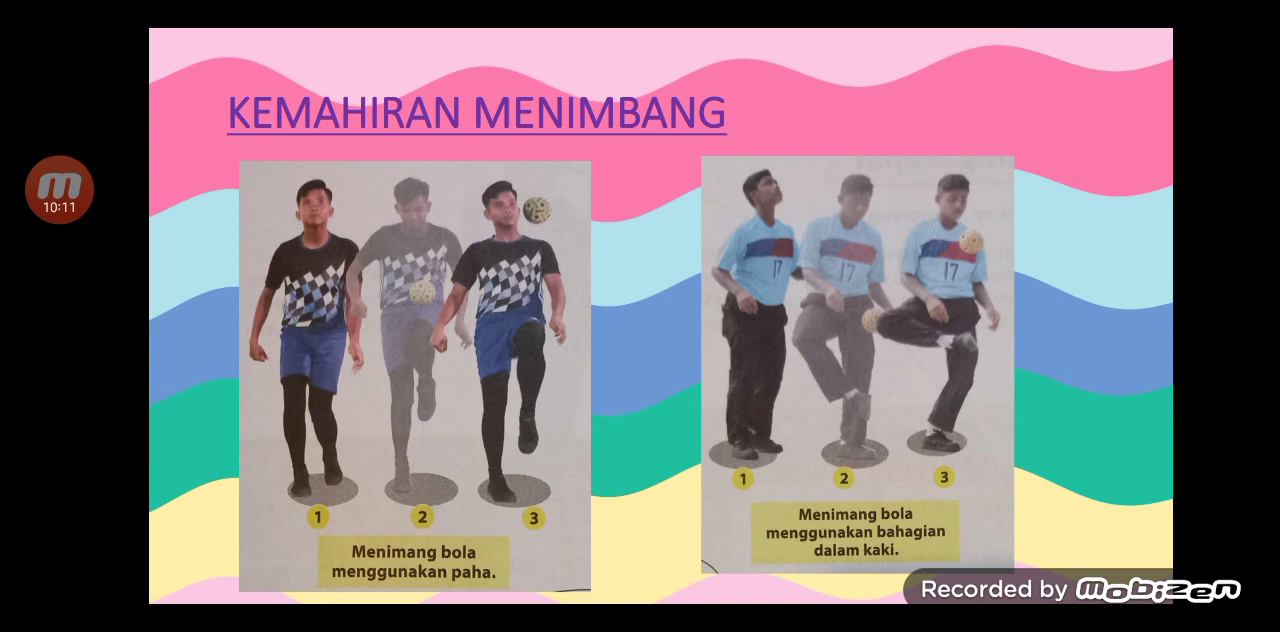 KEMAHIRAN MENIMBANG
10:11
17
17
17
1
2
3
1
2
3
Menimang bola
menggunakan paha.
Menimang bola
menggunakan bahagian
dalam kaki.
Recorded by Mobizen